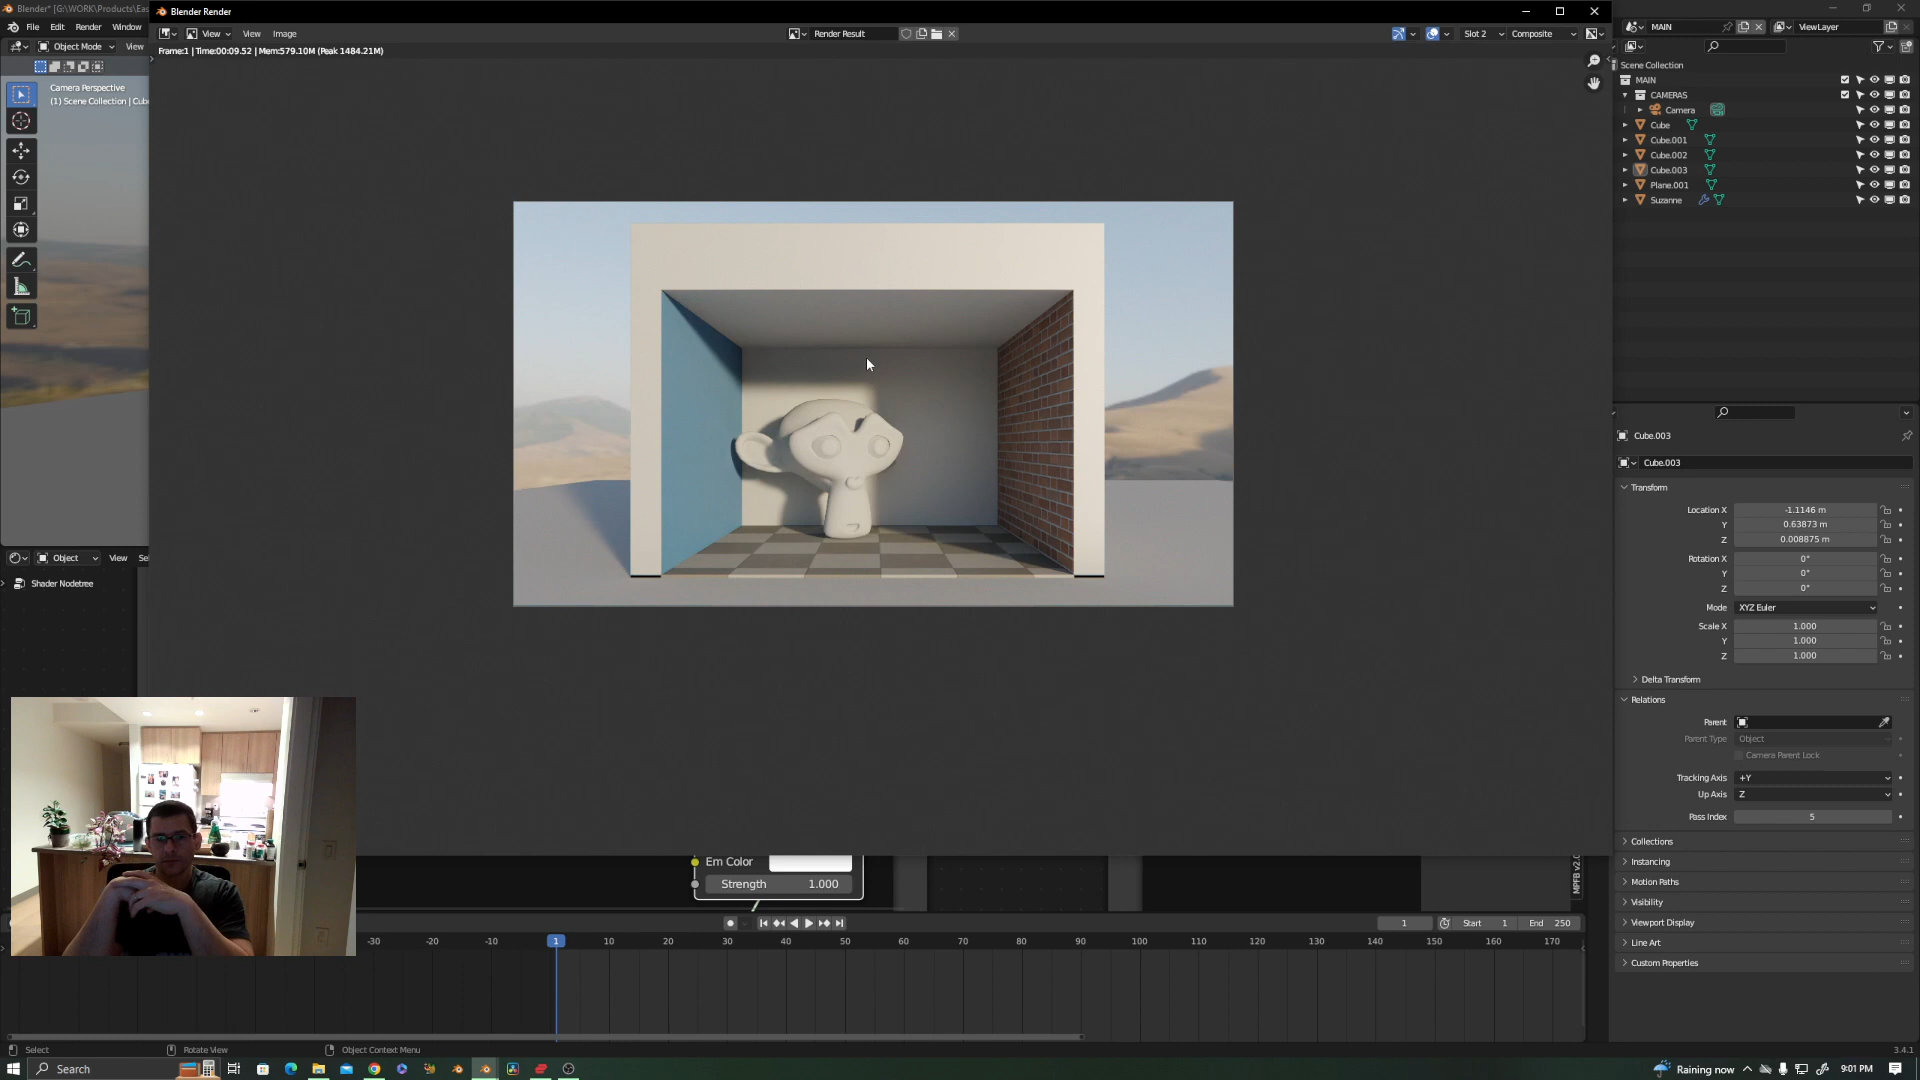 Blender* [G:\WORK\Products\Eas
Blender Render
File Edit Render Window
MAIN
ViewLayer
View View Image
Render Result
Slot 2 Composite
Object Mode View
Frame:1 | Time:00:09.52 | Mem:579.10M (Peak 1484.21M)
Scene Collection
MAIN
CAMERAS
Camera
Cube
Cube.001
Cube.002
Cube.003
Plane.001
Suzanne
Camera Perspective
(1) Scene Collection | Cub
Cube.003
Cube.003
Transform
Location X -1.1146 m
Y 0.63873 m
Z 0.008875 m
Rotation X 0°
Y 0°
Z 0°
Mode XYZ Euler
Scale X 1.000
Y 1.000
Z 1.000
Delta Transform
Relations
Parent
Parent Type Object
Camera Parent Lock
Tracking Axis +Y
Up Axis Z
Pass Index 5
Collections
Instancing
Motion Paths
Visibility
Viewport Display
Line Art
Custom Properties
Object View Se
Shader Nodetree
Em Color
Strength 1.000
MPFB v2.0
1 Start 1 End 250
-30 -20 -10 1 10 20 30 40 50 60 70 80 90 100 110 120 130 140 150 160 170
Select Rotate View Object Context Menu
3.4.1
Search
Raining now
9:01 PM